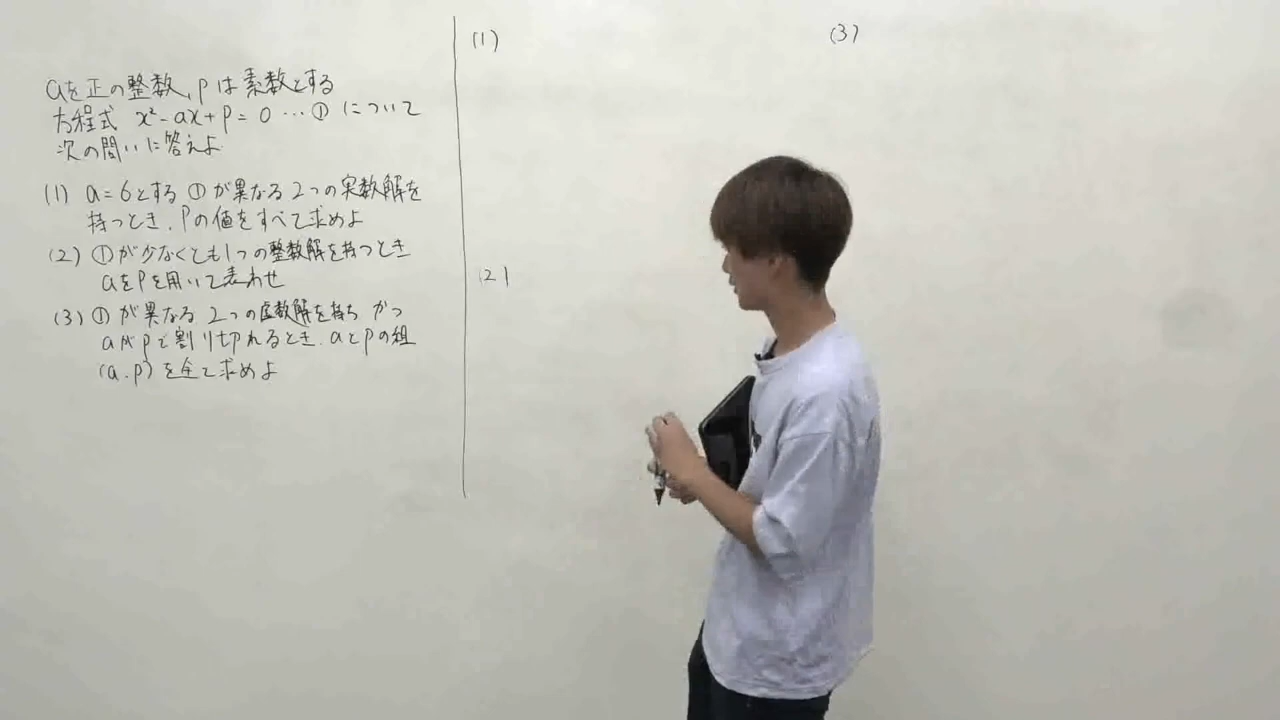 aを正の整数,pは素数とする
方程式 x²-ax+p=0…① について
次の問いに答えよ
(1) a=6とする ①が異なる2つの実数解を
持つとき,pの値をすべて求めよ
(2) ①が少なくとも1つの整数解を持つとき
aをpを用いて表わせ
(3) ①が異なる2つの虚数解を持ち かつ
aがpで割り切れるとき,aとpの組
(a,p)を全て求めよ
(1)
(2)
(3)